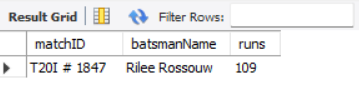 Result Grid Filter Rows:
matchID batsmanName runs
T20I # 1847 Rilee Rossouw 109